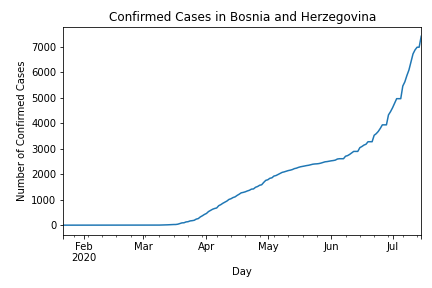 Confirmed Cases in Bosnia and Herzegovina
Number of Confirmed Cases
7000
6000
5000
4000
3000
2000
1000
0
Feb
2020
Mar
Apr
May
Jun
Jul
Day